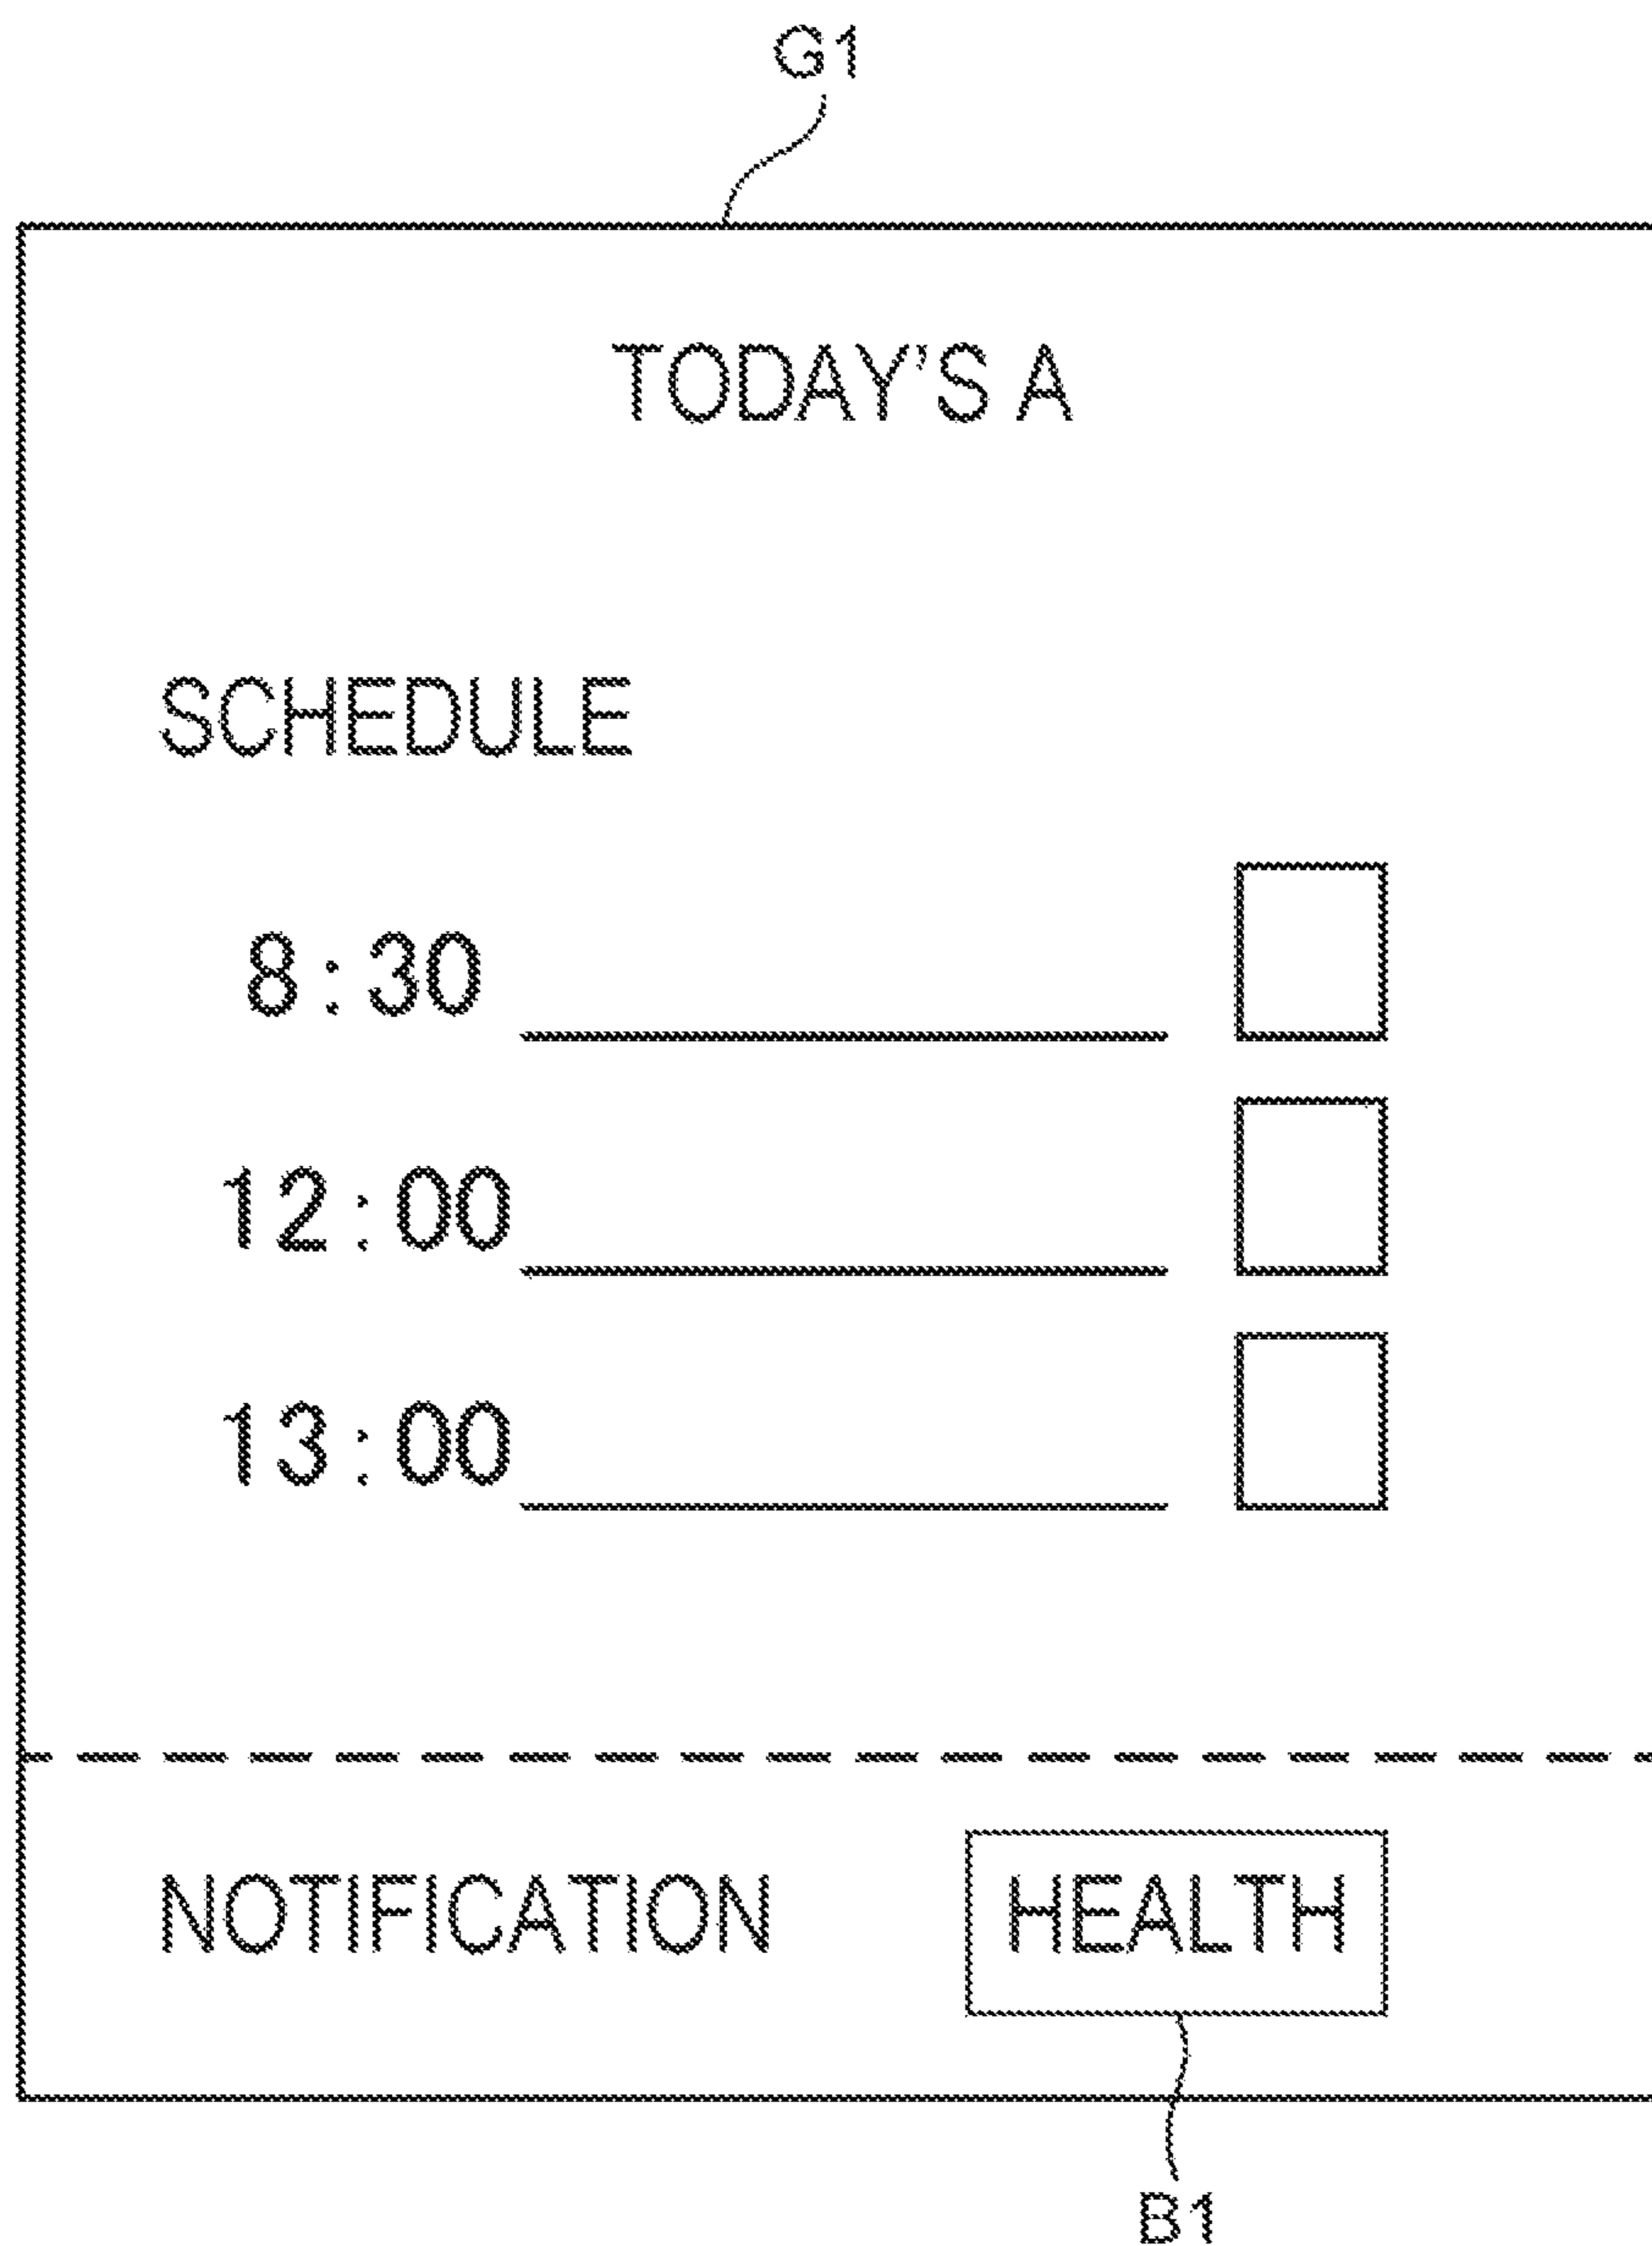 G1
TODAY'S A
SCHEDULE
8:30
12:00
13:00
NOTIFICATION HEALTH
B1